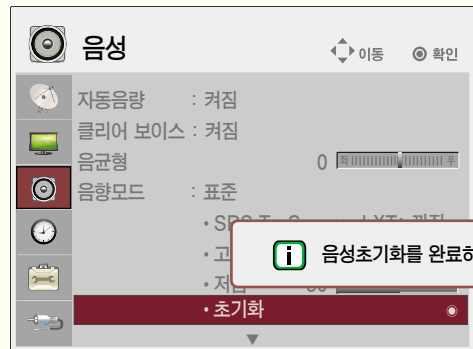 음성
이동 확인
자동음량 : 켜짐
클리어 보이스 : 켜짐
음균형 0 좌 우
음향모드 : 표준
• SRS
• 고
• 저음
음성초기화를 완료하
• 초기화